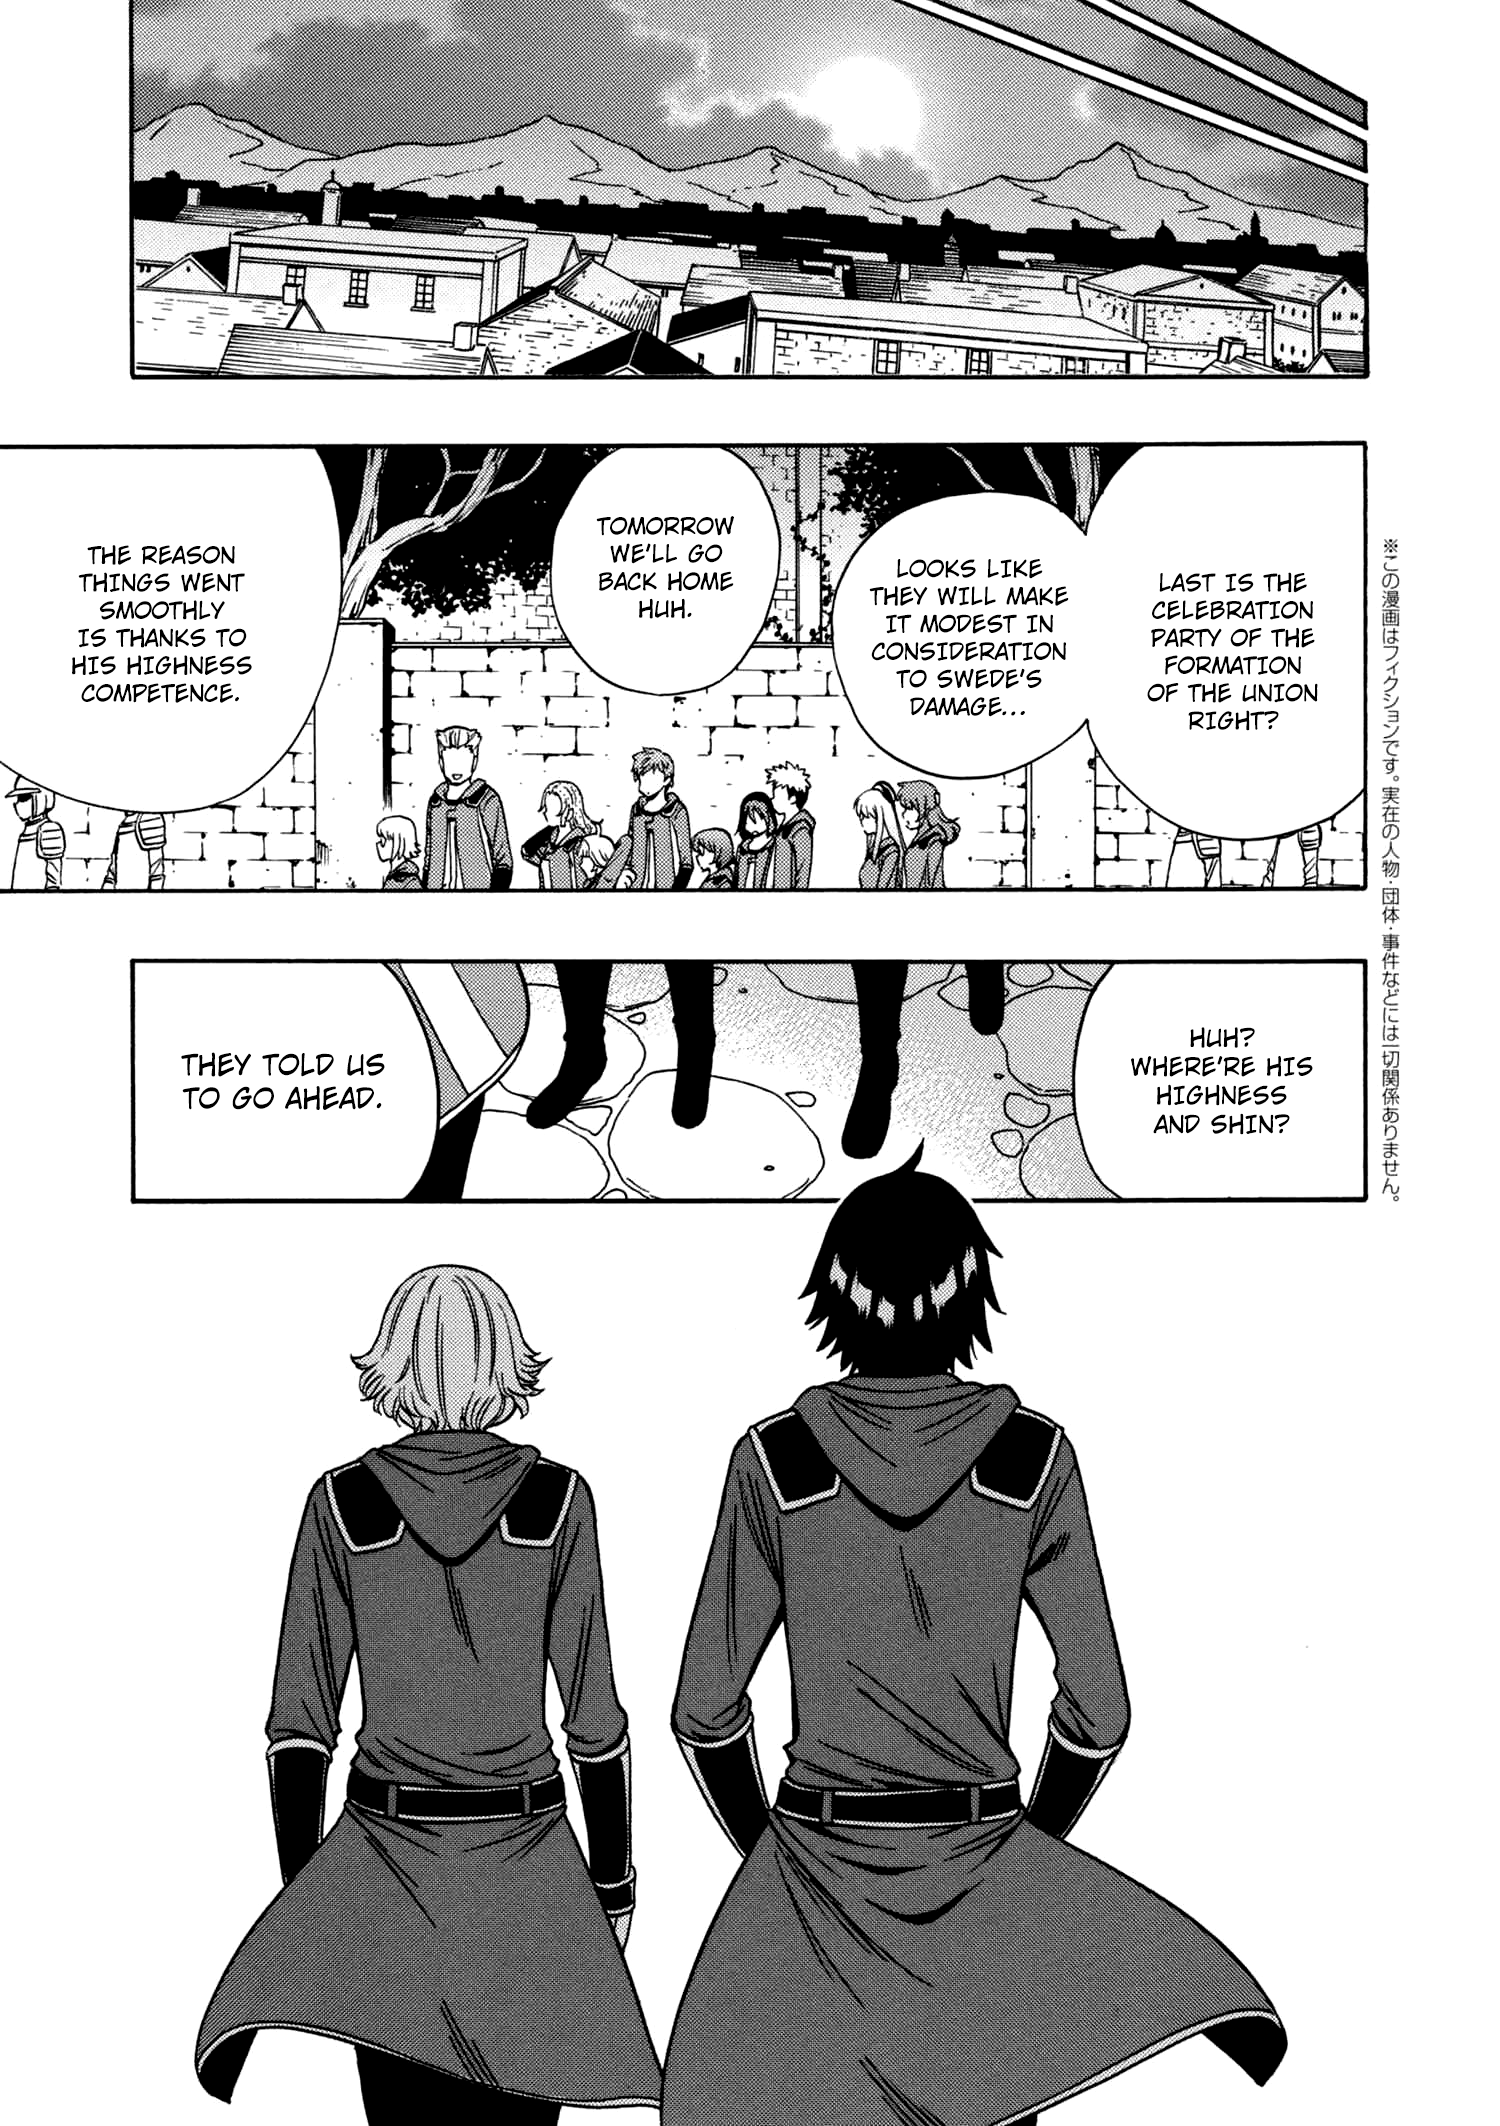 LAST IS THE
CELEBRATION
PARTY OF THE
FORMATION
OF THE UNION
RIGHT?
LOOKS LIKE
THEY WILL MAKE
IT MODEST IN
CONSIDERATION
TO SWEDE'S
DAMAGE...
TOMORROW
WE'LL GO
BACK HOME
HUH.
THE REASON
THINGS WENT
SMOOTHLY
IS THANKS TO
HIS HIGHNESS
COMPETENCE.
HUH?
WHERE'RE HIS
HIGHNESS
AND SHIN?
THEY TOLD US
TO GO AHEAD.
※この漫画はフィクションです。実在の人物・団体・事件などには一切関係ありません。